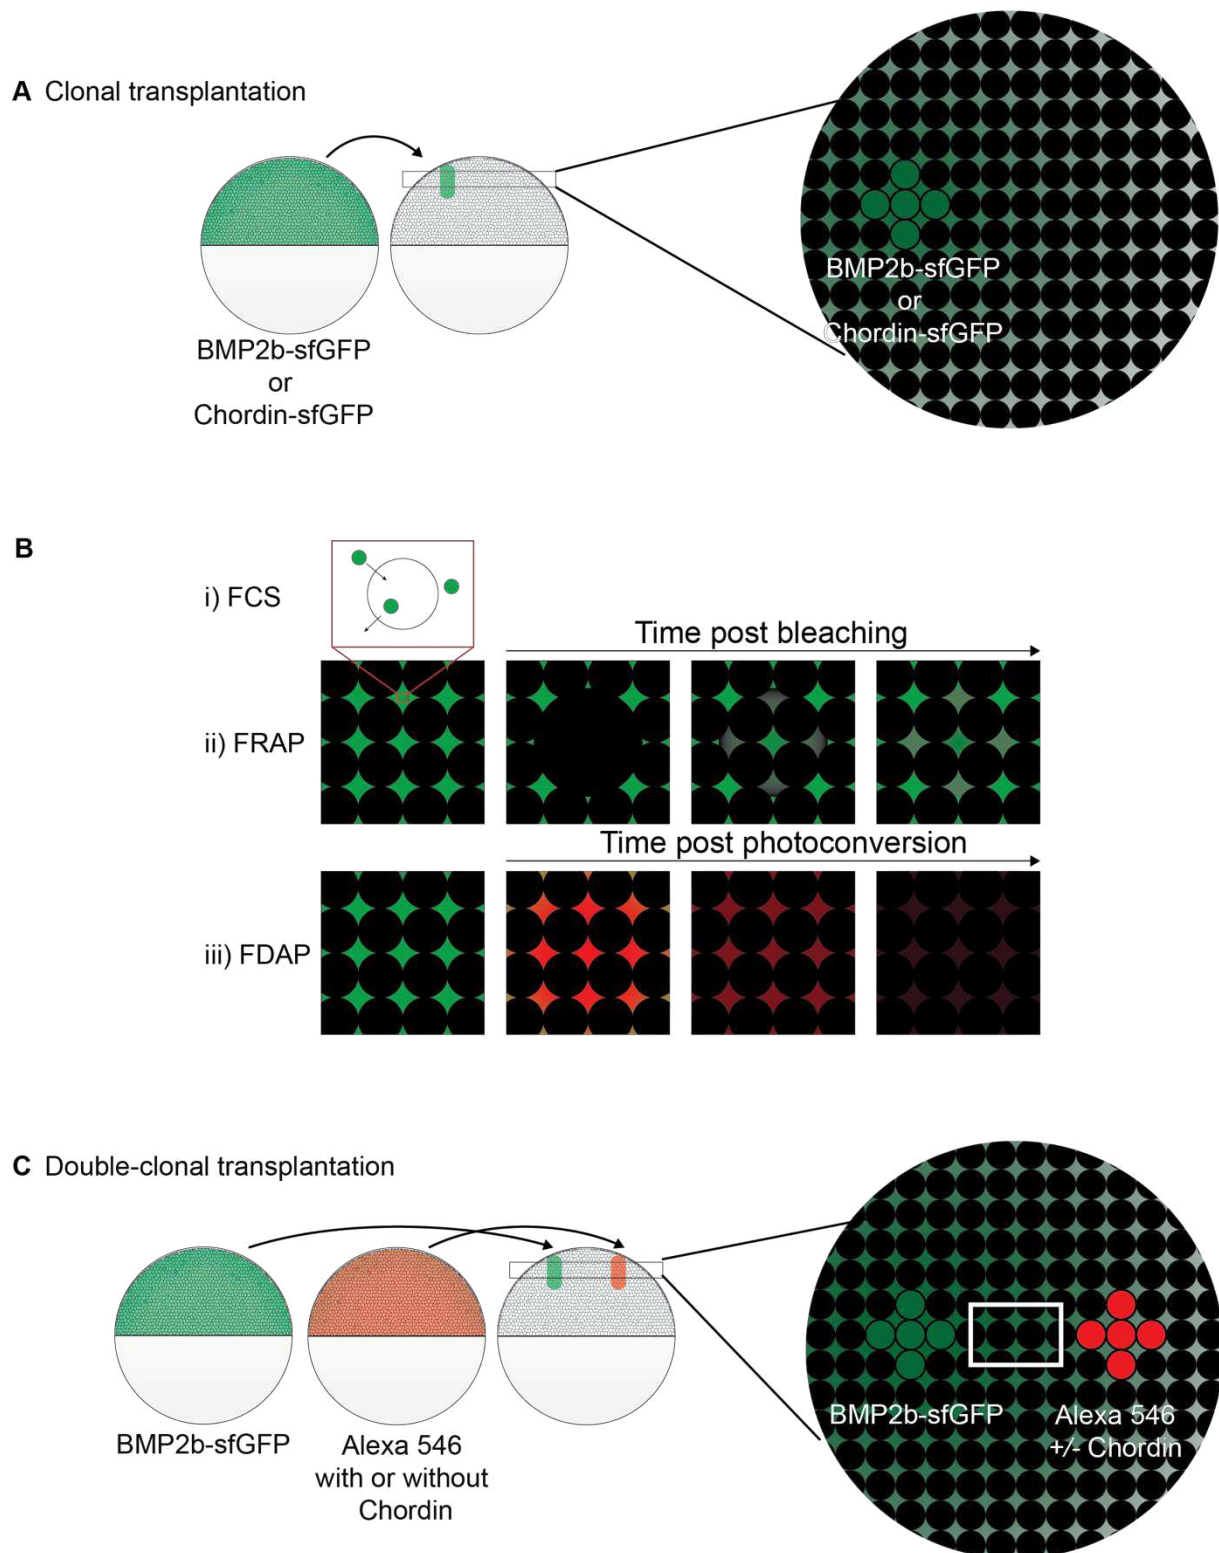 A Clonal transplantation
BMP2b-sfGFP
or
Chordin-sfGFP
BMP2b-sfGFP
or
Chordin-sfGFP
B
i) FCS
Time post bleaching
ii) FRAP
Time post photoconversion
iii) FDAP
C Double-clonal transplantation
BMP2b-sfGFP
Alexa 546
with or without
Chordin
BMP2b-sfGFP
Alexa 546
+/- Chordin